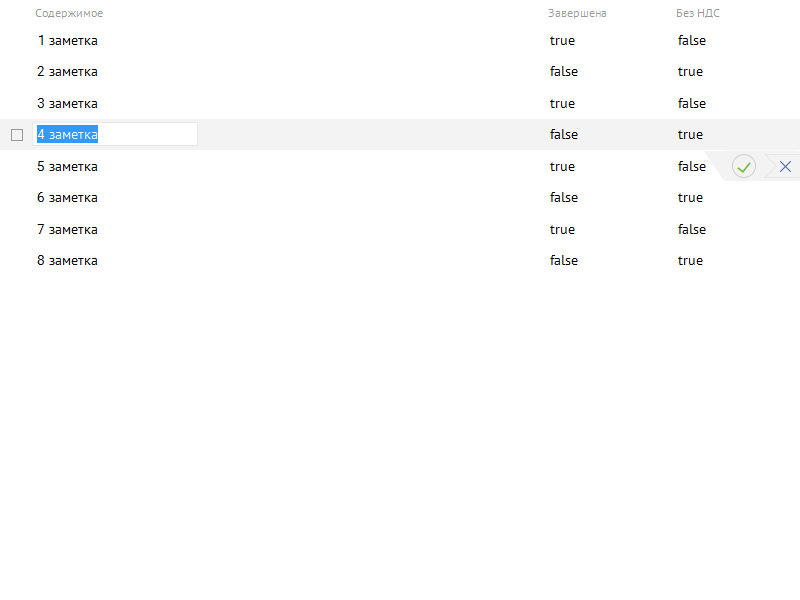 Содержимое Завершена Без НДС
1 заметка true false
2 заметка false true
3 заметка true false
4 заметка false true
5 заметка true false
6 заметка false true
7 заметка true false
8 заметка false true